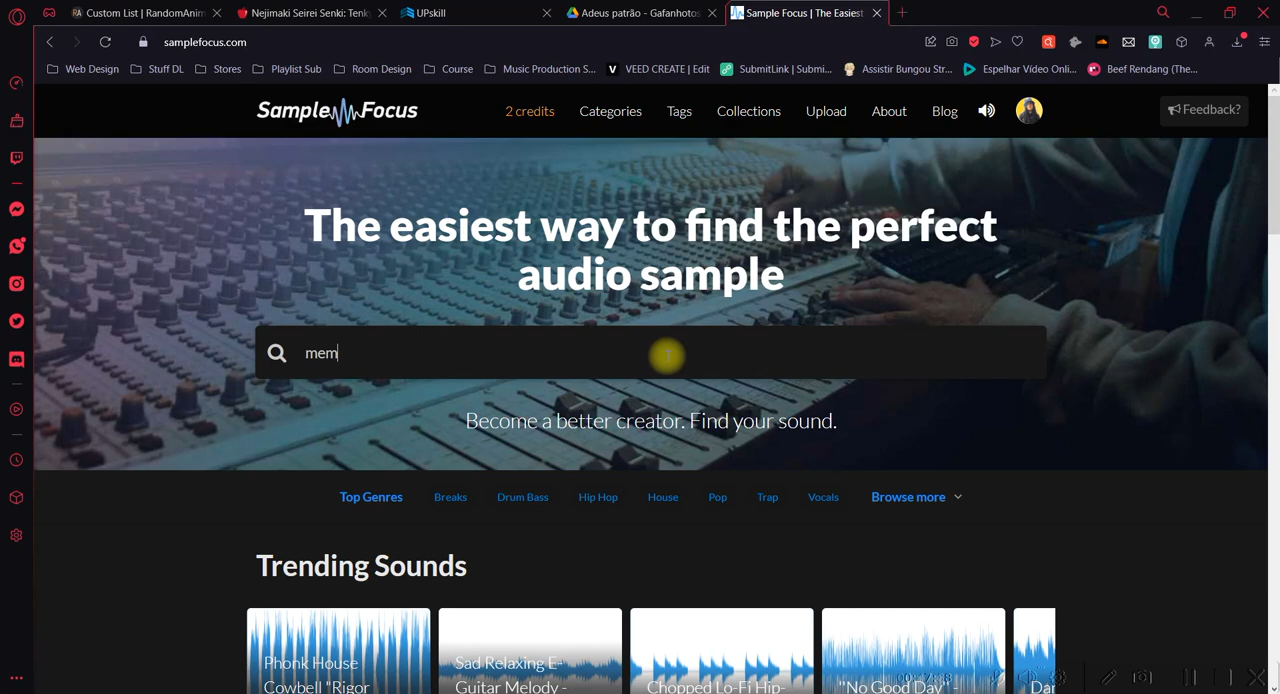 Custom List | RandomAnim
Nejimaki Seirei Senki: Tenky
UPskill
Adeus patrão - Gafanhotos
Sample Focus | The Easiest
samplefocus.com
Web Design
Stuff DL
Stores
Playlist Sub
Room Design
Course
Music Production S...
VEED CREATE | Edit
SubmitLink | Submi...
Assistir Bungou Str...
Espelhar Vídeo Onli...
Beef Rendang (The...
Sample Focus
2 credits
Categories
Tags
Collections
Upload
About
Blog
Feedback?
The easiest way to find the perfect
audio sample
mem
Become a better creator. Find your sound.
Top Genres
Breaks
Drum Bass
Hip Hop
House
Pop
Trap
Vocals
Browse more
Trending Sounds
Phonk House
Cowbell "Rigor
Sad Relaxing E-
Guitar Melody -
Chopped Lo-Fi Hip-
"No Good Day" -
Dar